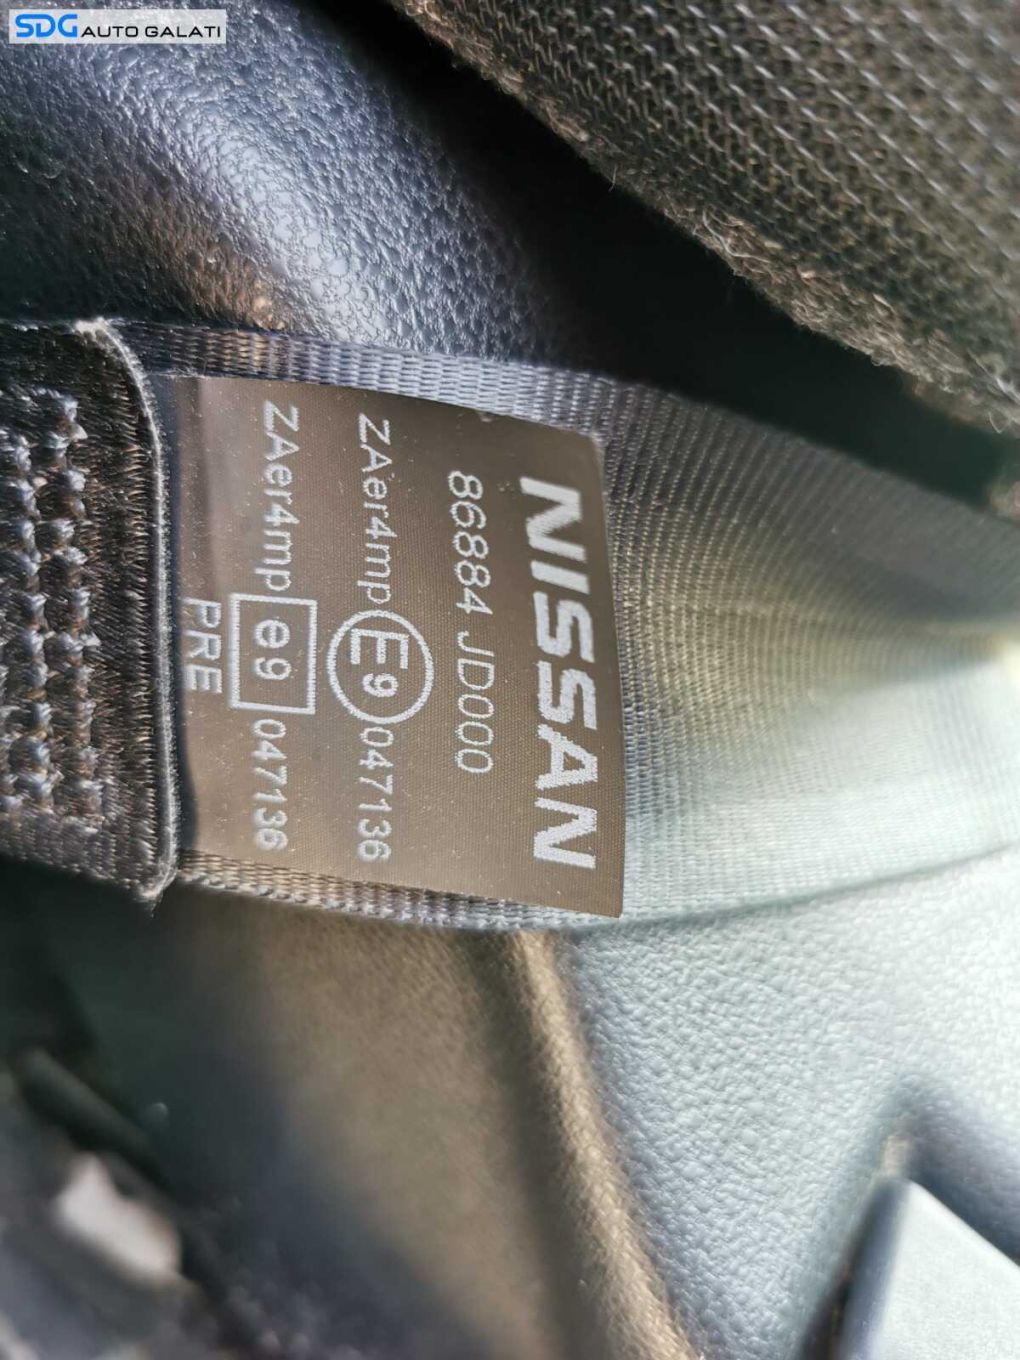 SDG AUTO GALATI
NISSAN
86884 JD000
ZAer4mp E9 047136
ZAer4mp e9 047136
PRE